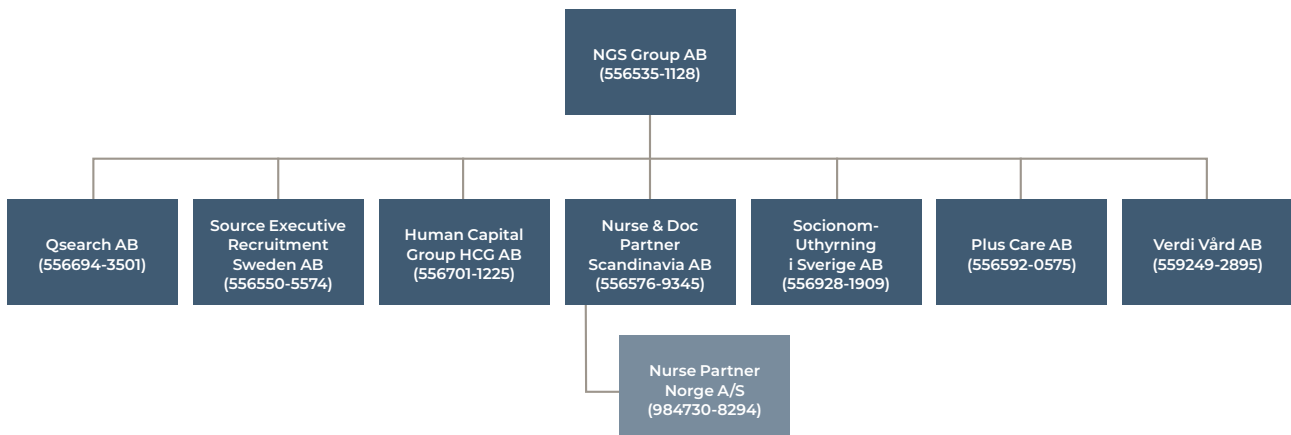 NGS Group AB
(556535-1128)
Qsearch AB
(556694-3501)
Source Executive
Recruitment
Sweden AB
(556550-5574)
Human Capital
Group HCG AB
(556701-1225)
Nurse & Doc
Partner
Scandinavia AB
(556576-9345)
Socionom-
Uthyrning
i Sverige AB
(556928-1909)
Plus Care AB
(556592-0575)
Verdi Vård AB
(559249-2895)
Nurse Partner
Norge A/S
(984730-8294)